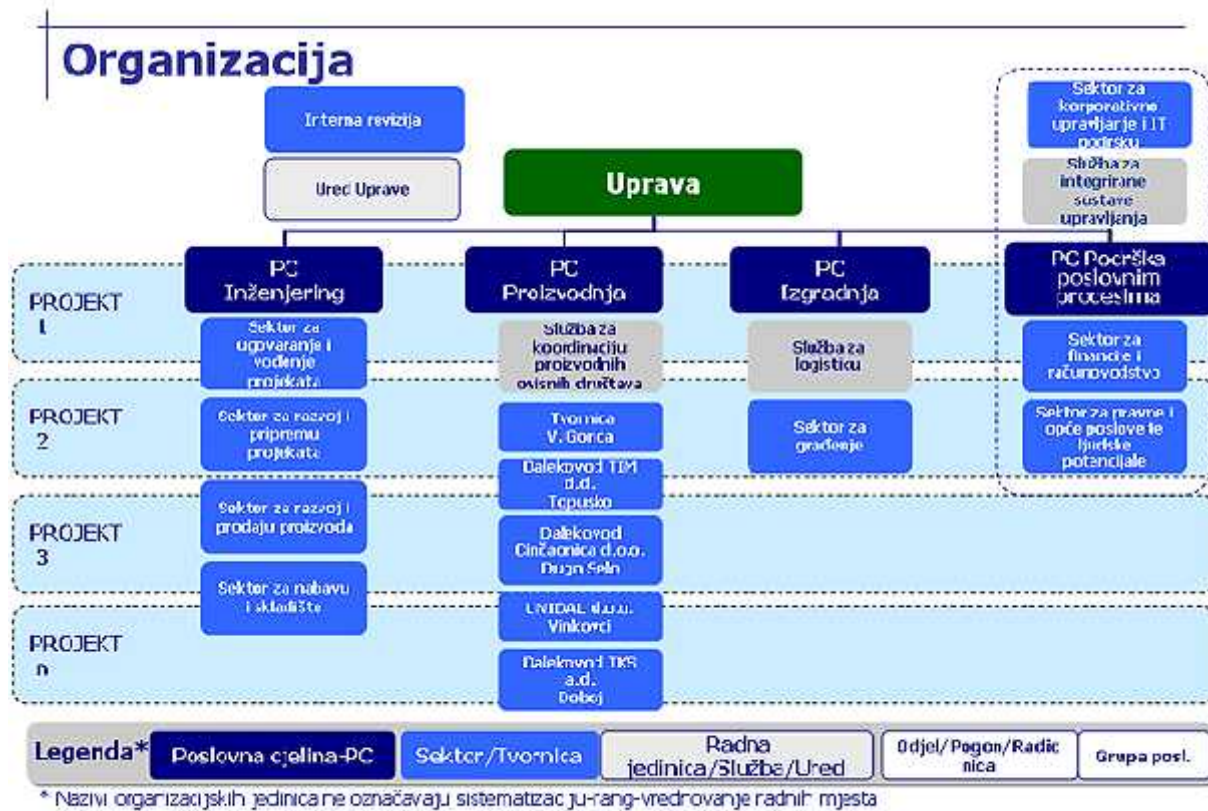 Organizacija
Interna revizija
Ured Uprave
Uprava
Sektor za
korporativno
upravljanje i IT
podršku
Služba za
integrirane
sustave
upravljanja
PC
Inženjering
PC
Proizvodnja
PC
Izgradnja
PC Podrška
poslovnim
procesima
PROJEKT
1
Sektor za
ugovaranje i
vođenje
projekata
Služba za
koordinaciju
proizvodnih
ovisnih društava
Služba za
logistiku
Sektor za
financije i
računovodstvo
PROJEKT
2
Sektor za razvoj i
pripremu
projekata
Tvornica
V. Gorica
Sektor za
građenje
Sektor za pravne i
opće poslove te
ljudske
potencijale
Dalekovod TIM
d.d.
Topusko
PROJEKT
3
Sektor za razvoj i
prodaju proizvoda
Dalekovod
Cinčaonica d.o.o.
Dugo Selo
Sektor za nabavu
i skladište
UNIDAL d.o.o.
Vinkovci
PROJEKT
n
Dalekovod TKS
a.d.
Doboj
Legenda*
Poslovna cjelina-PC
Sektor/Tvornica
Radna
jedinica/Služba/Ured
Odjel/Pogon/Radio
nica
Grupa posl.
* Nazivi organizacijskih jedinica ne označavaju sistematizaciju-rang-vrednovanje radnih mjesta